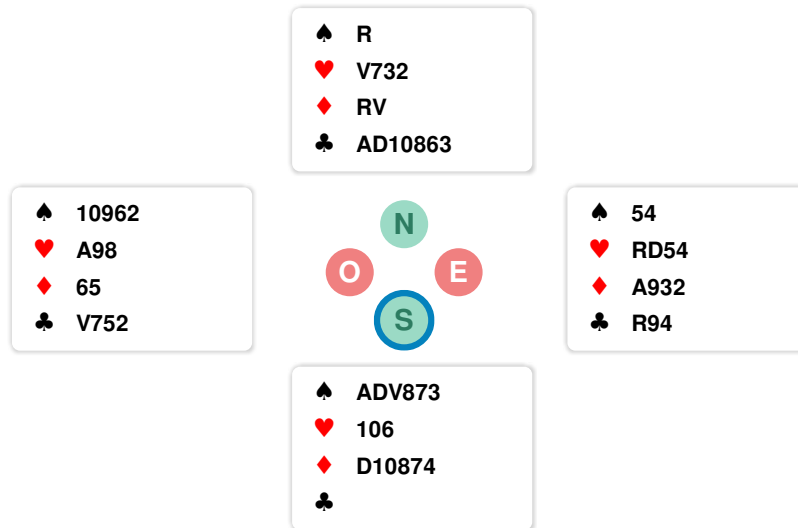 ♠ R
♥ V732
♦ RV
♣ AD10863
♠ 10962
♥ A98
♦ 65
♣ V752
N
O E
S
♠ 54
♥ RD54
♦ A932
♣ R94
♠ ADV873
♥ 106
♦ D10874
♣